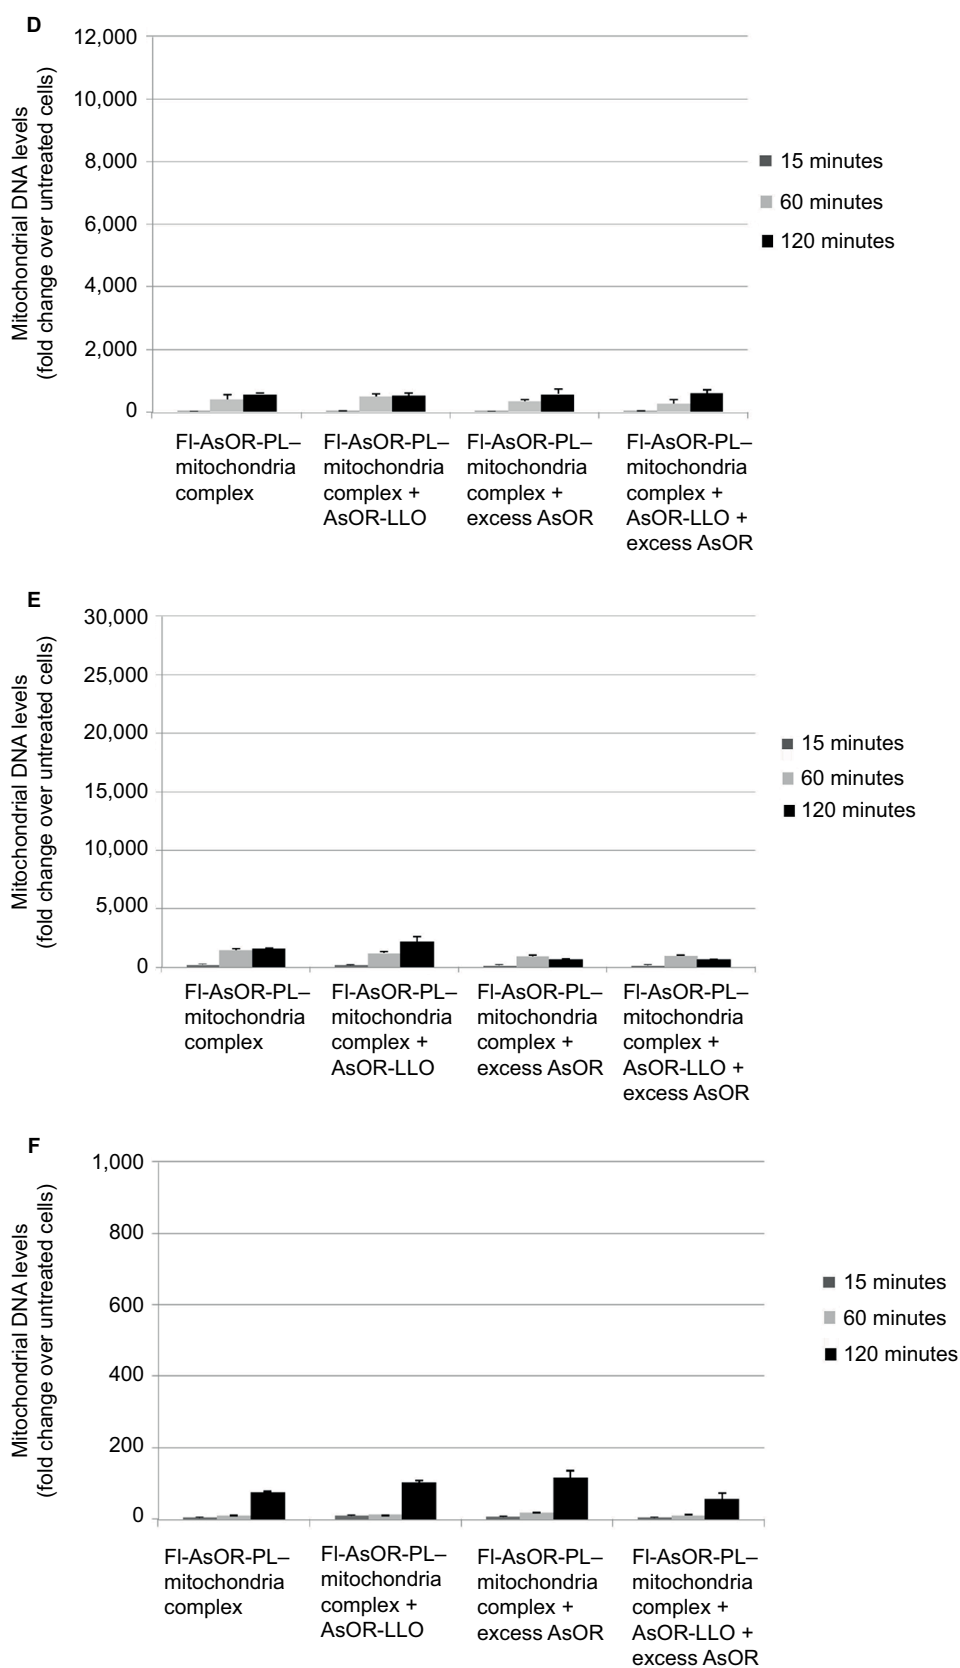 D
Mitochondrial DNA levels
(fold change over untreated cells)
12,000
10,000
8,000
6,000
4,000
2,000
0
15 minutes
60 minutes
120 minutes
Fl-AsOR-PL–
mitochondria
complex
Fl-AsOR-PL–
mitochondria
complex +
AsOR-LLO
Fl-AsOR-PL–
mitochondria
complex +
excess AsOR
Fl-AsOR-PL–
mitochondria
complex +
AsOR-LLO +
excess AsOR
E
Mitochondrial DNA levels
(fold change over untreated cells)
30,000
25,000
20,000
15,000
10,000
5,000
0
15 minutes
60 minutes
120 minutes
Fl-AsOR-PL–
mitochondria
complex
Fl-AsOR-PL–
mitochondria
complex +
AsOR-LLO
Fl-AsOR-PL–
mitochondria
complex +
excess AsOR
Fl-AsOR-PL–
mitochondria
complex +
AsOR-LLO +
excess AsOR
F
Mitochondrial DNA levels
(fold change over untreated cells)
1,000
800
600
400
200
0
15 minutes
60 minutes
120 minutes
Fl-AsOR-PL–
mitochondria
complex
Fl-AsOR-PL–
mitochondria
complex +
AsOR-LLO
Fl-AsOR-PL–
mitochondria
complex +
excess AsOR
Fl-AsOR-PL–
mitochondria
complex +
AsOR-LLO +
excess AsOR